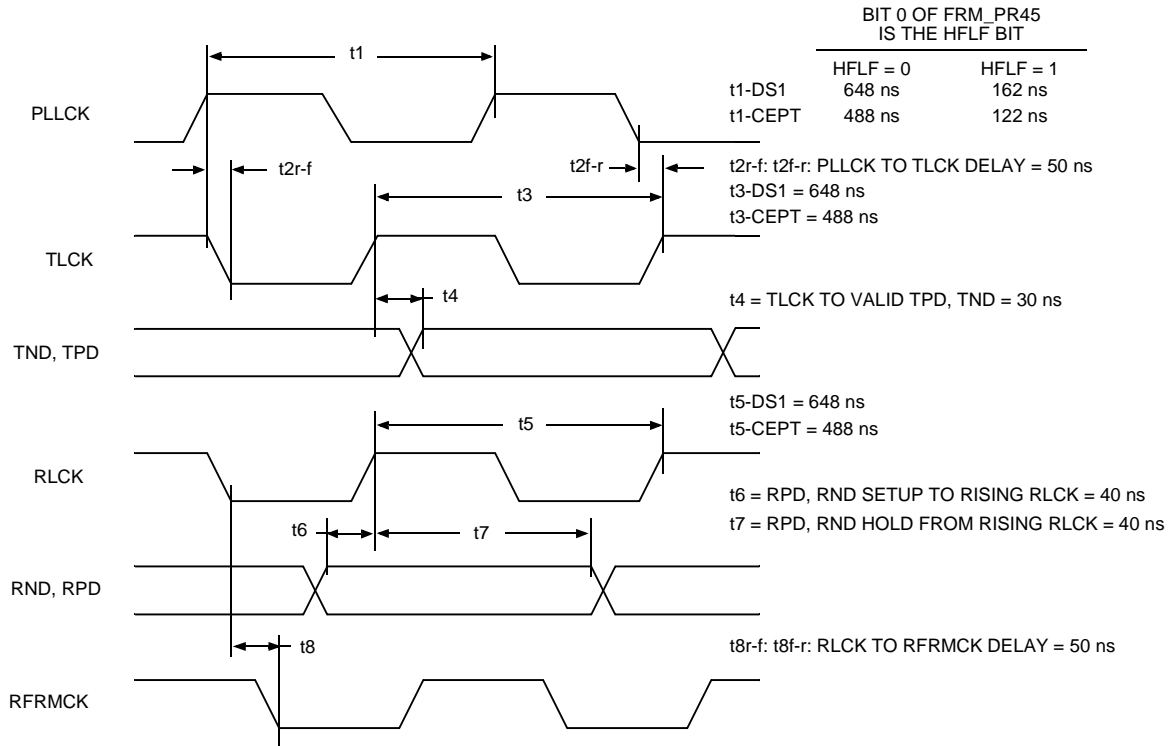 BIT 0 OF FRM_PR45
IS THE HFLF BIT
HFLF = 0 HFLF = 1
t1-DS1 648 ns 162 ns
t1-CEPT 488 ns 122 ns
t1
PLLCK
t2r-f
t2f-r
t2r-f: t2f-r: PLLCK TO TLCK DELAY = 50 ns
t3-DS1 = 648 ns
t3-CEPT = 488 ns
t3
TLCK
t4
t4 = TLCK TO VALID TPD, TND = 30 ns
TND, TPD
t5-DS1 = 648 ns
t5-CEPT = 488 ns
t5
RLCK
t6 = RPD, RND SETUP TO RISING RLCK = 40 ns
t7 = RPD, RND HOLD FROM RISING RLCK = 40 ns
t6
t7
RND, RPD
t8
t8r-f: t8f-r: RLCK TO RFRMCK DELAY = 50 ns
RFRMCK